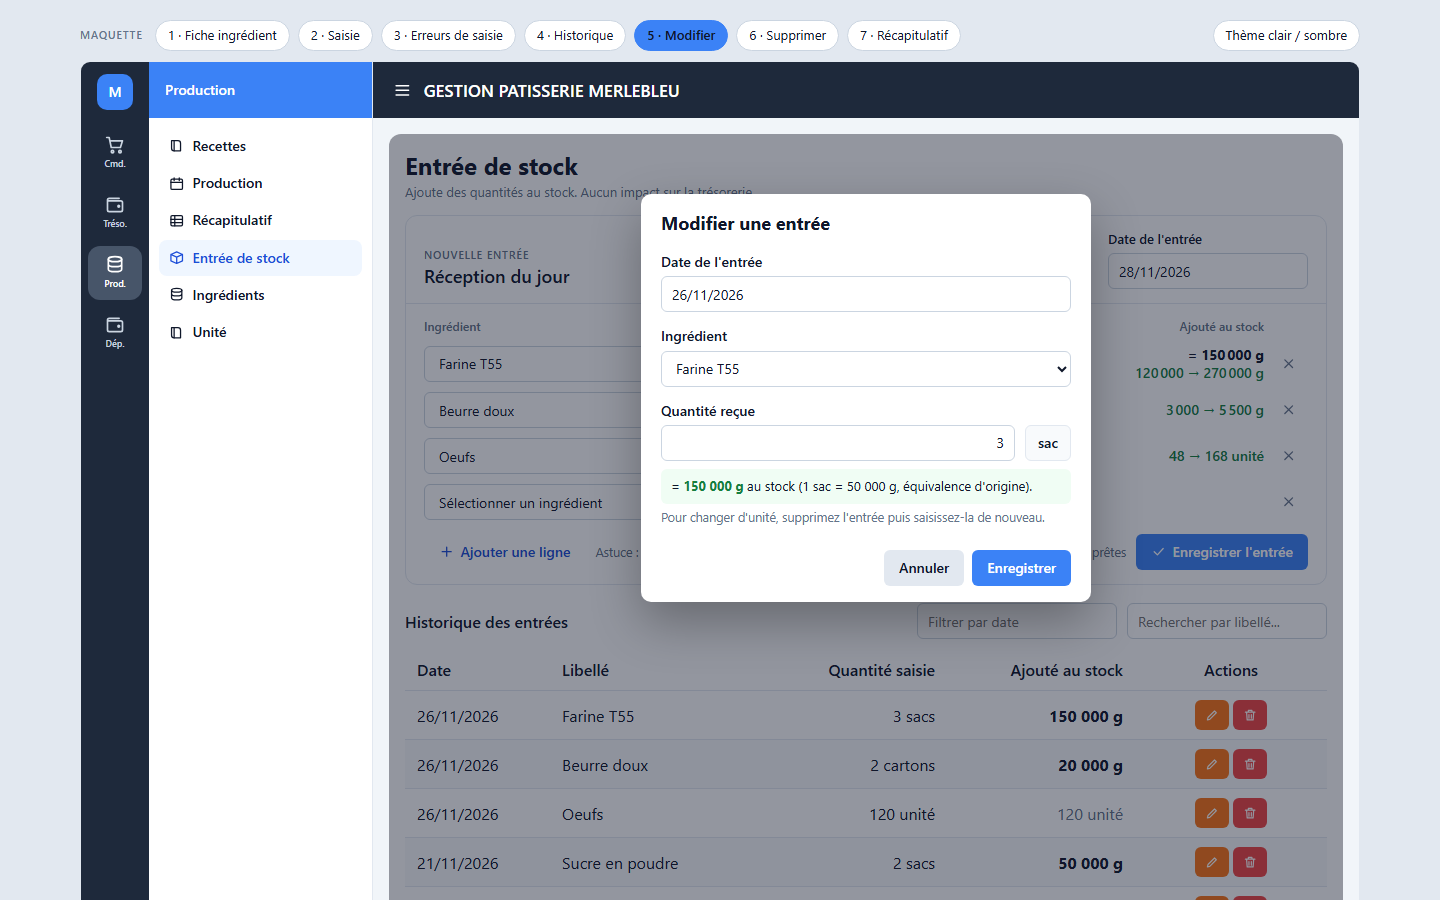 MAQUETTE
1 · Fiche ingrédient
2 · Saisie
3 · Erreurs de saisie
4 · Historique
5 · Modifier
6 · Supprimer
7 · Récapitulatif
Thème clair / sombre
M
Cmd.
Tréso.
Prod.
Dép.
Production
Recettes
Production
Récapitulatif
Entrée de stock
Ingrédients
Unité
GESTION PATISSERIE MERLEBLEU
Entrée de stock
Ajoute des quantités au stock. Aucun impact sur la trésorerie.
NOUVELLE ENTRÉE
Réception du jour
Date de l'entrée
28/11/2026
Ingrédient
Ajouté au stock
Farine T55
= 150 000 g
120 000 → 270 000 g
Beurre doux
3 000 → 5 500 g
Oeufs
48 → 168 unité
Sélectionner un ingrédient
Ajouter une ligne
Astuce :
prêtes
Enregistrer l'entrée
Modifier une entrée
Date de l'entrée
26/11/2026
Ingrédient
Farine T55
Quantité reçue
3
sac
= 150 000 g au stock (1 sac = 50 000 g, équivalence d'origine).
Pour changer d'unité, supprimez l'entrée puis saisissez-la de nouveau.
Annuler
Enregistrer
Historique des entrées
Filtrer par date
Rechercher par libellé...
Date Libellé Quantité saisie Ajouté au stock Actions
26/11/2026 Farine T55 3 sacs 150 000 g
26/11/2026 Beurre doux 2 cartons 20 000 g
26/11/2026 Oeufs 120 unité 120 unité
21/11/2026 Sucre en poudre 2 sacs 50 000 g